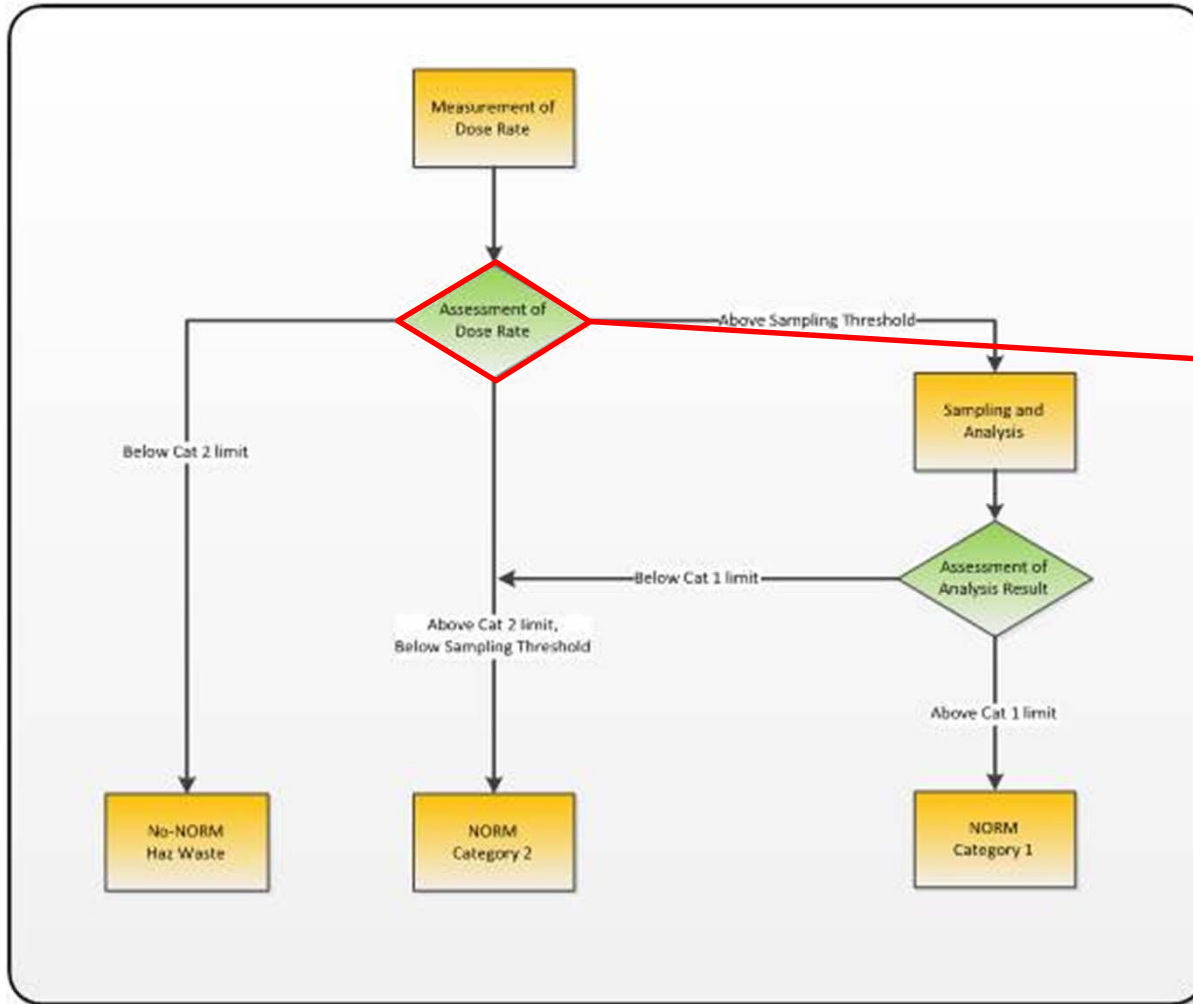 Measurement of
Dose Rate
Assessment of
Dose Rate
Above Sampling Threshold
Sampling and
Analysis
Below Cat 2 limit
Below Cat 1 limit
Assessment of
Analysis Result
Above Cat 2 limit,
Below Sampling Threshold
Above Cat 1 limit
No-NORM
Haz Waste
NORM
Category 2
NORM
Category 1